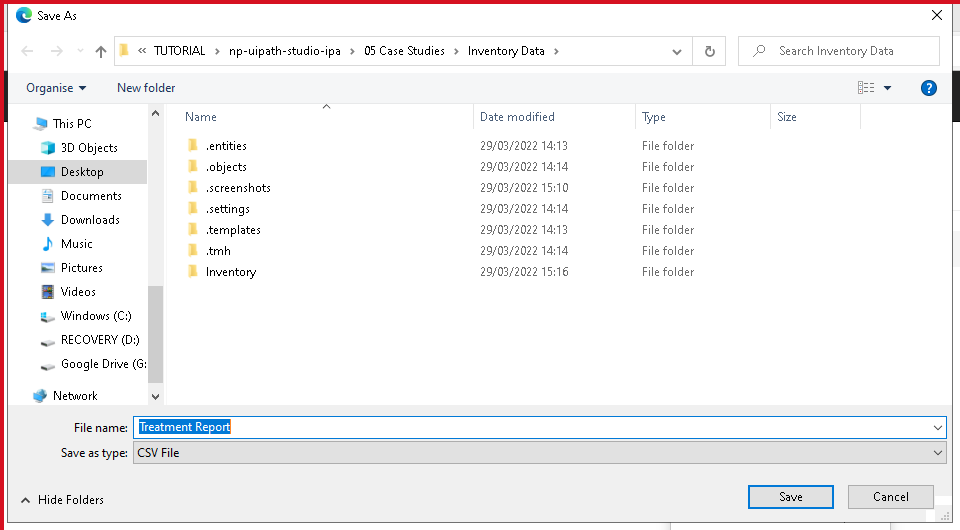 Save As
« TUTORIAL > np-uipath-studio-ipa > 05 Case Studies > Inventory Data >
Search Inventory Data
Organise
New folder
?
This PC
3D Objects
Desktop
Documents
Downloads
Music
Pictures
Videos
Windows (C:)
RECOVERY (D:)
Google Drive (G:
Network
Name Date modified Type Size
.entities 29/03/2022 14:13 File folder
.objects 29/03/2022 14:14 File folder
.screenshots 29/03/2022 15:10 File folder
.settings 29/03/2022 14:14 File folder
.templates 29/03/2022 14:13 File folder
.tmh 29/03/2022 14:14 File folder
Inventory 29/03/2022 15:16 File folder
File name: Treatment Report
Save as type: CSV File
Hide Folders
Save
Cancel